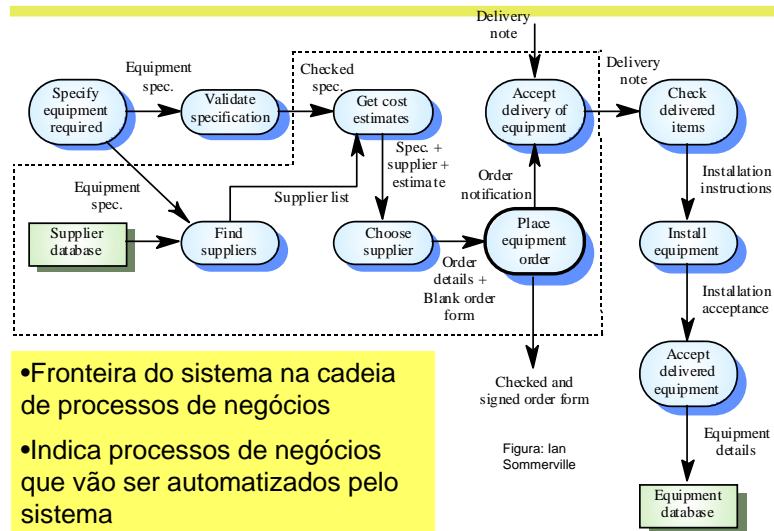 Delivery
note
Equipment
spec.
Checked
spec.
Delivery
note
Specify
equipment
required
Validate
specification
Get cost
estimates
Accept
delivery of
equipment
Check
delivered
items
Equipment
spec.
Supplier list
Spec. +
supplier +
estimate
Order
notification
Installation
instructions
Supplier
database
Find
suppliers
Choose
supplier
Place
equipment
order
Install
equipment
Order
details +
Blank order
form
Installation
acceptance
Accept
delivered
equipment
Checked and
signed order form
Equipment
details
Equipment
database
•Fronteira do sistema na cadeia
de processos de negócios
•Indica processos de negócios
que vão ser automatizados pelo
sistema
Figura: Ian
Sommerville